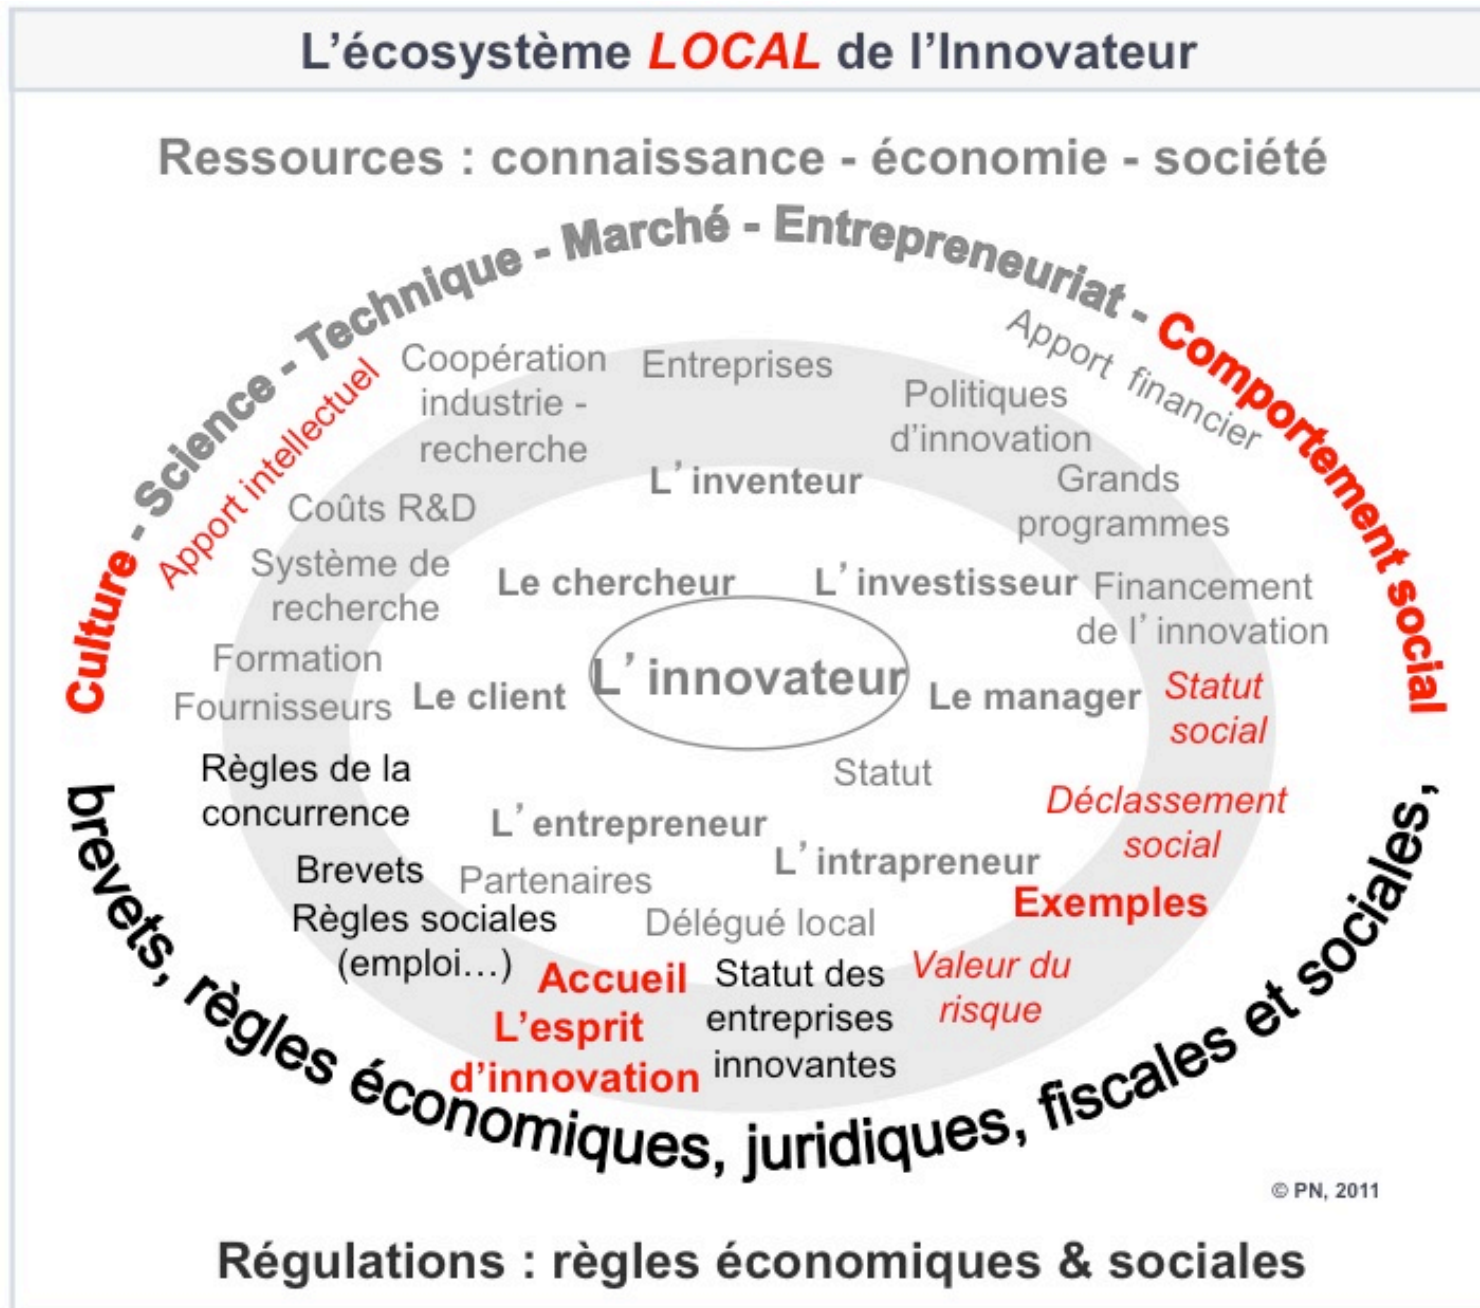 L'écosystème LOCAL de l'Innovateur
Ressources : connaissance - économie - société
Culture - Science - Technique - Marché - Entrepreneuriat - Comportement social
Apport intellectuel
Apport financier
Coopération
industrie -
recherche
Entreprises
Politiques
d'innovation
L'inventeur
Grands
programmes
Coûts R&D
Système de
recherche
Le chercheur
L'investisseur
Financement
de l'innovation
Formation
Fournisseurs
Le client
L'innovateur
Le manager
Statut
social
Règles de la
concurrence
Statut
Déclassement
social
L'entrepreneur
L'intrapreneur
Brevets
Partenaires
Exemples
Règles sociales
(emploi...)
Délégué local
Accueil
L'esprit
d'innovation
Statut des
entreprises
innovantes
Valeur du
risque
brevets, règles économiques, juridiques, fiscales et sociales,
© PN, 2011
Régulations : règles économiques & sociales